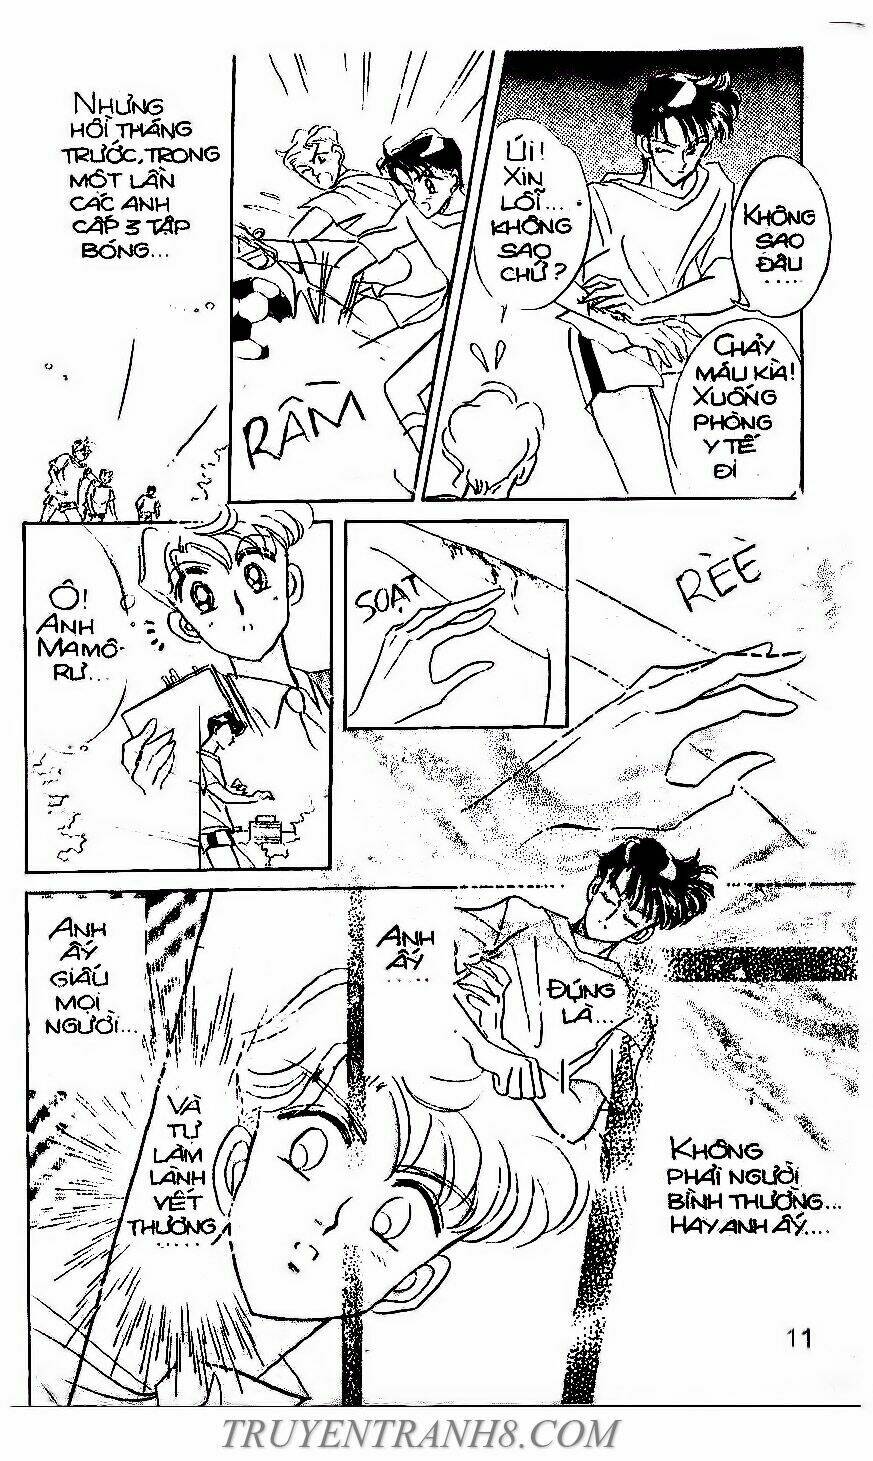 NHƯNG
HỒI THÁNG
TRƯỚC, TRONG
MỘT LẦN
CÁC ANH
CẤP 3 TẬP
BÓNG...
RẦM
ÚI!
XIN
LỖI...
KHÔNG
SAO
CHỨ?
KHÔNG
SAO
ĐÂU
.....
CHẢY
MÁU KÌA!
XUỐNG
PHÒNG
Y TẾ
ĐI
Ô!
ANH
MAMÔ-
RƯ...
SOẠT
RÈÈ
ANH
ẤY
GIẤU
MỌI
NGƯỜI...
VÀ
TỰ
LÀM
LÀNH
VẾT
THƯƠNG
.....
ANH
ẤY
.....
ĐÚNG
LÀ...
KHÔNG
PHẢI NGƯỜI
BÌNH THƯỜNG...
HAY ANH ẤY....
11
TRUYENTRANH8.COM